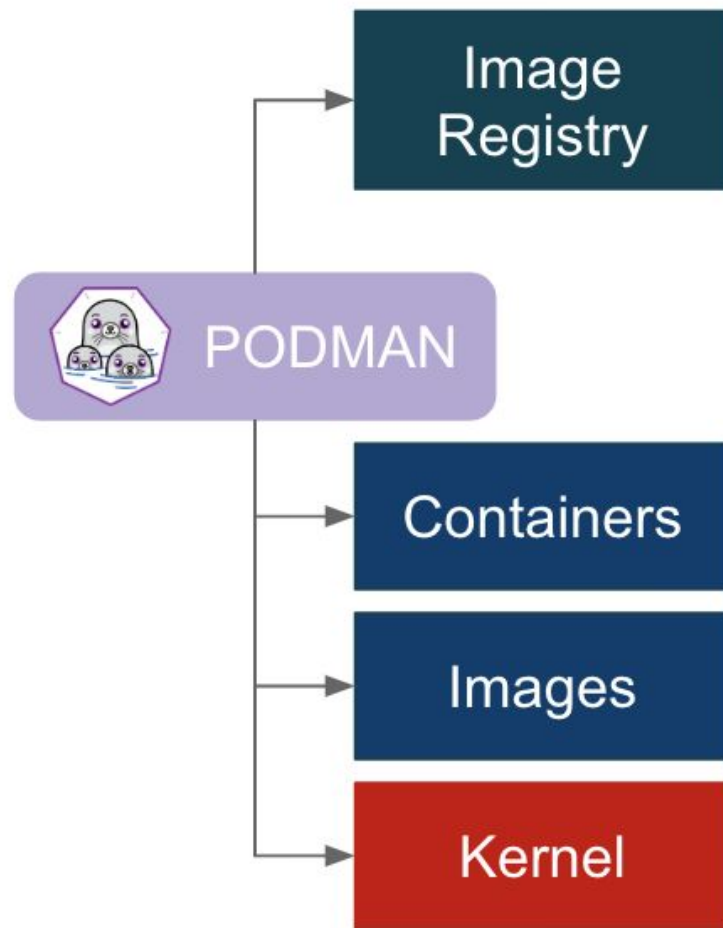 Image
Registry
PODMAN
Containers
Images
Kernel